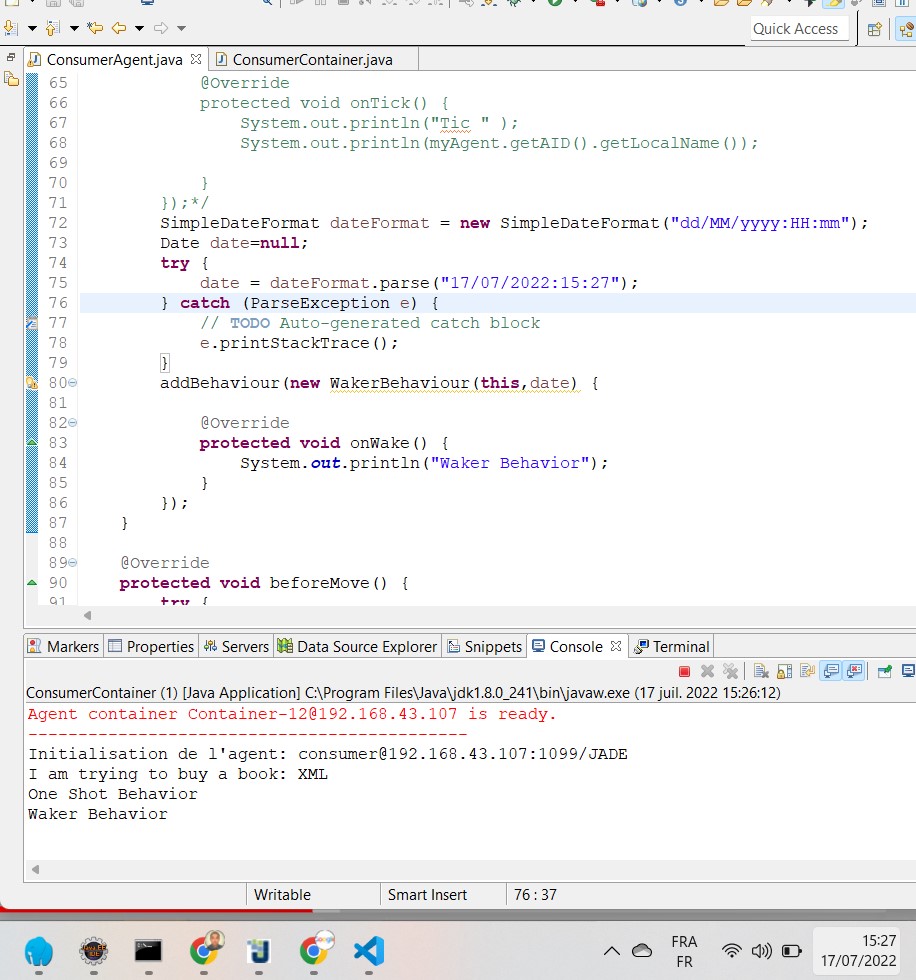 Quick Access
ConsumerAgent.java
ConsumerContainer.java
65 @Override
66 protected void onTick() {
67 System.out.println("Tic " );
68 System.out.println(myAgent.getAID().getLocalName());
69
70 }
71 });*/
72 SimpleDateFormat dateFormat = new SimpleDateFormat("dd/MM/yyyy:HH:mm");
73 Date date=null;
74 try {
75 date = dateFormat.parse("17/07/2022:15:27");
76 } catch (ParseException e) {
77 // TODO Auto-generated catch block
78 e.printStackTrace();
79 }
80 addBehaviour(new WakerBehaviour(this,date) {
81
82 @Override
83 protected void onWake() {
84 System.out.println("Waker Behavior");
85 }
86 });
87 }
88
89 @Override
90 protected void beforeMove() {
91 try {
Markers Properties Servers Data Source Explorer Snippets Console Terminal
ConsumerContainer (1) [Java Application] C:\Program Files\Java\jdk1.8.0_241\bin\javaw.exe (17 juil. 2022 15:26:12)
Agent container Container-12@192.168.43.107 is ready.
--------------------------------------------
Initialisation de l'agent: consumer@192.168.43.107:1099/JADE
I am trying to buy a book: XML
One Shot Behavior
Waker Behavior
Writable Smart Insert 76 : 37
FRA
FR
15:27
17/07/2022